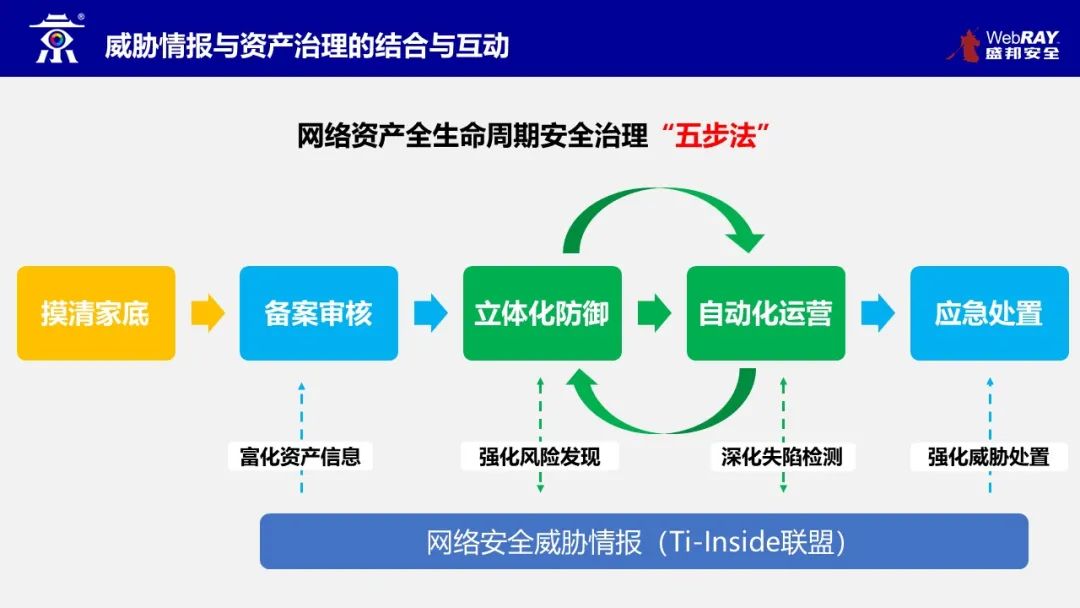 威胁情报与资产治理的结合与互动
WebRAY
盛邦安全
网络资产全生命周期安全治理“五步法”
摸清家底
备案审核
立体化防御
自动化运营
应急处置
富化资产信息
强化风险发现
深化失陷检测
强化威胁处置
网络安全威胁情报（Ti-Inside联盟）